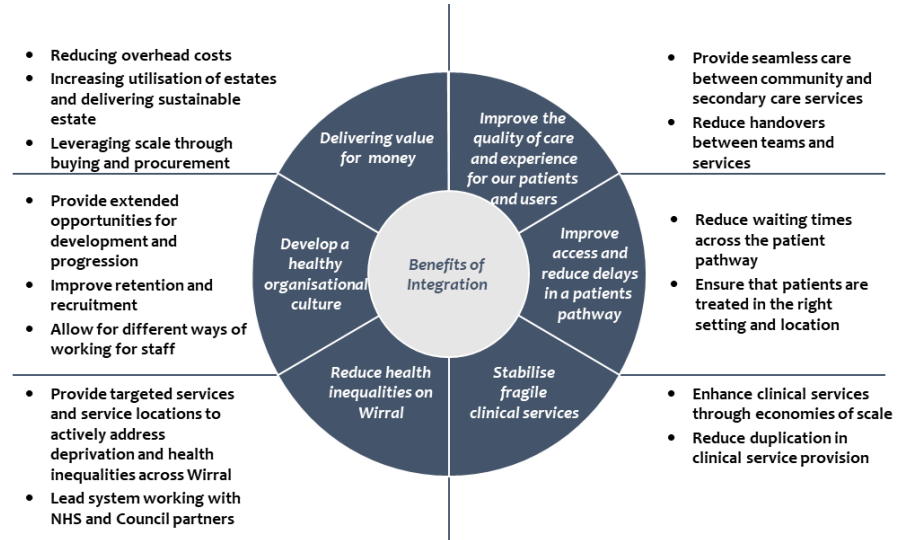 • Reducing overhead costs
• Increasing utilisation of estates
and delivering sustainable
estate
• Leveraging scale through
buying and procurement
Delivering value
for money
Improve the
quality of care
and experience
for our patients
and users
• Provide seamless care
between community and
secondary care services
• Reduce handovers
between teams and
services
• Provide extended
opportunities for
development and
progression
• Improve retention and
recruitment
• Allow for different ways of
working for staff
Develop a
healthy
organisational
culture
Benefits of
Integration
Improve
access and
reduce delays
in a patients
pathway
• Reduce waiting times
across the patient
pathway
• Ensure that patients are
treated in the right
setting and location
• Provide targeted services
and service locations to
actively address
deprivation and health
inequalities across Wirral
• Lead system working with
NHS and Council partners
Reduce health
inequalities on
Wirral
Stabilise
fragile
clinical services
• Enhance clinical services
through economies of scale
• Reduce duplication in
clinical service provision